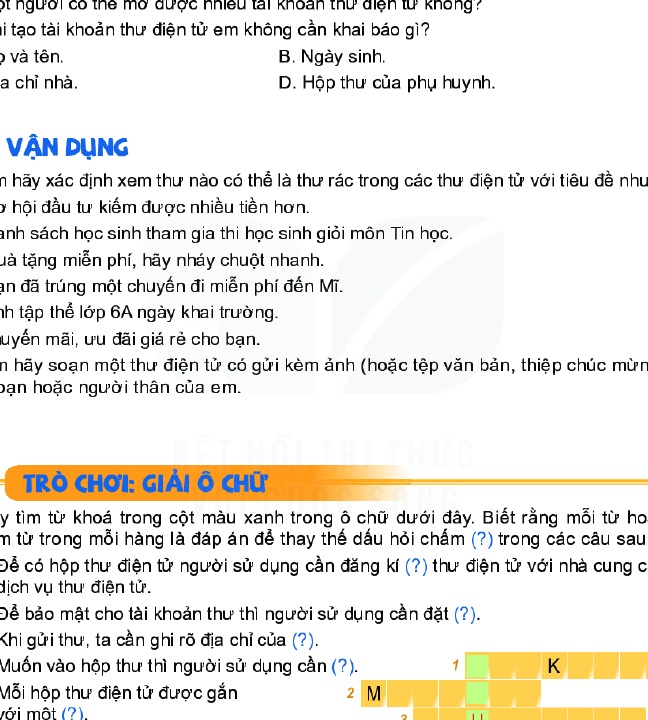 một người có thể mở được nhiều tài khoản thư điện tử không?
tạo tài khoản thư điện tử em không cần khai báo gì?
và tên.
B. Ngày sinh.
chỉ nhà.
D. Hộp thư của phụ huynh.
VẬN DỤNG
hãy xác định xem thư nào có thể là thư rác trong các thư điện tử với tiêu đề như
hội đầu tư kiếm được nhiều tiền hơn.
anh sách học sinh tham gia thi học sinh giỏi môn Tin học.
uà tặng miễn phí, hãy nháy chuột nhanh.
ạn đã trúng một chuyến đi miễn phí đến Mĩ.
nh tập thể lớp 6A ngày khai trường.
uyến mãi, ưu đãi giá rẻ cho bạn.
hãy soạn một thư điện tử có gửi kèm ảnh (hoặc tệp văn bản, thiệp chúc mừn
bạn hoặc người thân của em.
KẾT NỐI TRI THỨC
CUỘC SỐNG
TRÒ CHƠI: GIẢI Ô CHỮ
y tìm từ khoá trong cột màu xanh trong ô chữ dưới đây. Biết rằng mỗi từ ho
m từ trong mỗi hàng là đáp án để thay thế dấu hỏi chấm (?) trong các câu sau
Để có hộp thư điện tử người sử dụng cần đăng kí (?) thư điện tử với nhà cung c
dịch vụ thư điện tử.
Để bảo mật cho tài khoản thư thì người sử dụng cần đặt (?).
Khi gửi thư, ta cần ghi rõ địa chỉ của (?).
Muốn vào hộp thư thì người sử dụng cần (?).
1 K
Mỗi hộp thư điện tử được gắn
2 M
với một (?).
3 U